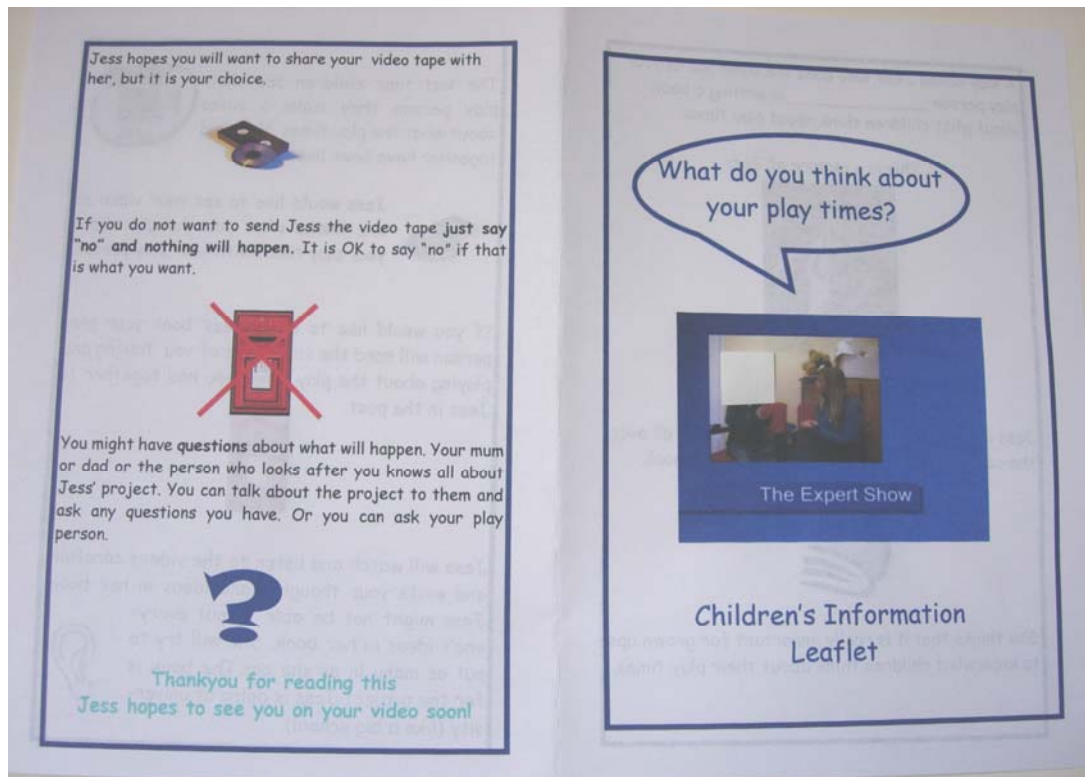 Jess hopes you will want to share your video tape with
her, but it is your choice.
If you do not want to send Jess the video tape just say
"no" and nothing will happen. It is OK to say "no" if that
is what you want.
You might have questions about what will happen. Your mum
or dad or the person who looks after you knows all about
Jess' project. You can talk about the project to them and
ask any questions you have. Or you can ask your play
person.
?
Thankyou for reading this
Jess hopes to see you on your video soon!
What do you think about
your play times?
The Expert Show
Children's Information
Leaflet